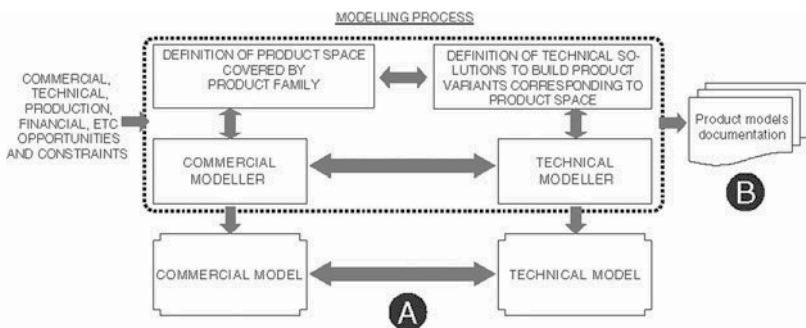 MODELLING PROCESS
DEFINITION OF PRODUCT SPACE
COVERED BY
PRODUCT FAMILY
DEFINITION OF TECHNICAL SO-
LUTIONS TO BUILD PRODUCT
VARIANTS CORRESPONDING TO
PRODUCT SPACE
COMMERCIAL,
TECHNICAL,
PRODUCTION,
FINANCIAL, ETC
OPPORTUNITIES
AND CONSTRAINTS
Product models
documentation
COMMERCIAL
MODELLER
TECHNICAL
MODELLER
B
COMMERCIAL MODEL
TECHNICAL MODEL
A